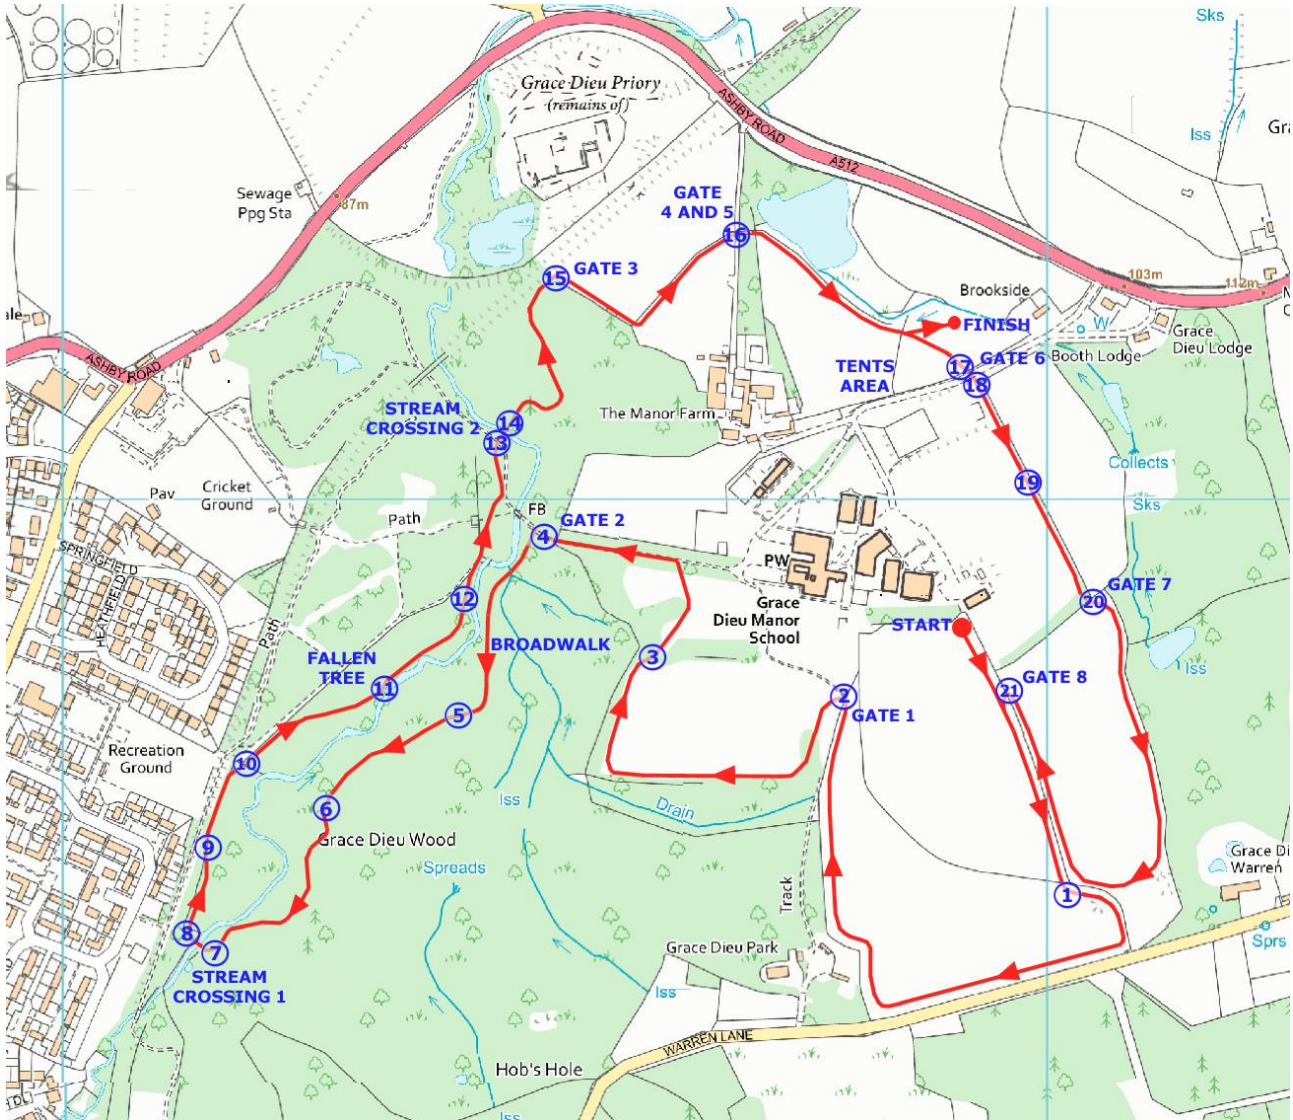 Sks
Grace Dieu Priory
(remains of)
ASHBY ROAD
A512
Iss
Sewage
Ppg Sta
87m
GATE
4 AND 5
16
15
GATE 3
103m
112m
Brookside
FINISH
W
Grace
Dieu Lodge
ASHBY ROAD
TENTS
AREA
17
GATE 6
Booth Lodge
18
STREAM
CROSSING 2
14
13
The Manor Farm
Collects
Sks
19
Pav
Cricket
Ground
Path
FB
4
GATE 2
SPRINGFIELD
HEATHFIELD
PW
Grace
Dieu Manor
School
12
START
20
GATE 7
Path
FALLEN
TREE
BROADWALK
3
Iss
11
2
GATE 1
21
GATE 8
5
Recreation
Ground
10
Iss
Drain
6
Grace Dieu Wood
9
Spreads
Track
1
Warren
8
7
STREAM
CROSSING 1
Grace Dieu Park
Sprs
Iss
WARREN LANE
Hob's Hole
Iss